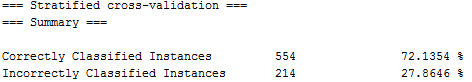 === Stratified cross-validation ===
=== Summary ===
Correctly Classified Instances 554 72.1354 %
Incorrectly Classified Instances 214 27.8646 %